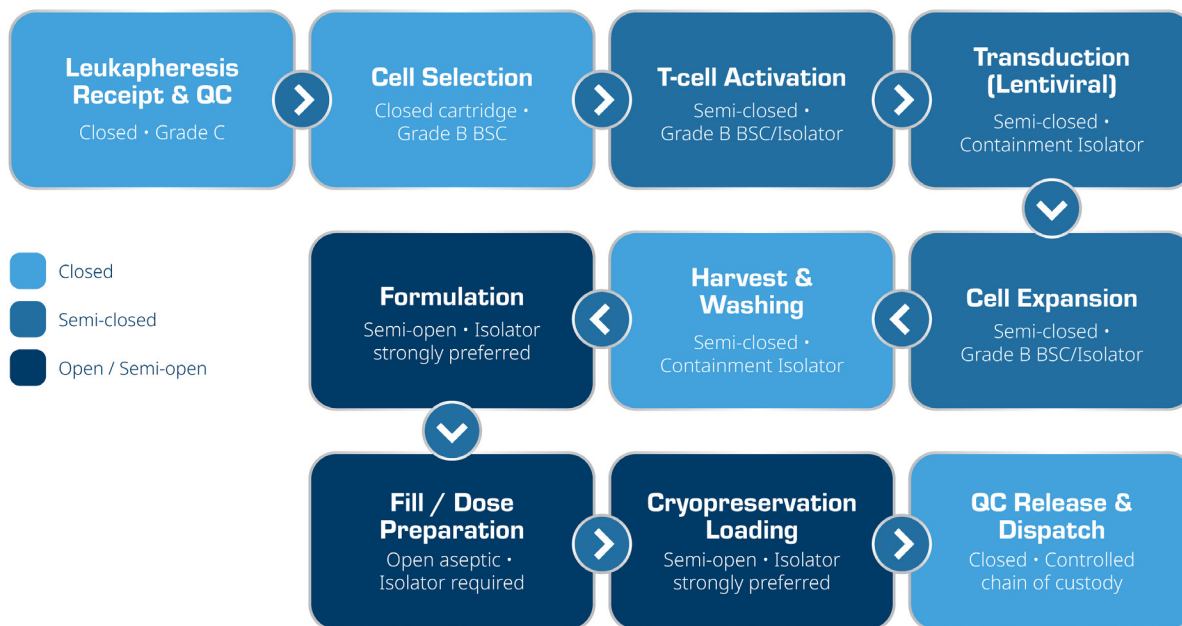 Leukapheresis
Receipt & QC
Closed • Grade C
Cell Selection
Closed cartridge •
Grade B BSC
T-cell Activation
Semi-closed •
Grade B BSC/Isolator
Transduction
(Lentiviral)
Semi-closed •
Containment Isolator
Cell Expansion
Semi-closed •
Grade B BSC/Isolator
Harvest &
Washing
Semi-closed •
Containment Isolator
Formulation
Semi-open • Isolator
strongly preferred
Fill / Dose
Preparation
Open aseptic •
Isolator required
Cryopreservation
Loading
Semi-open • Isolator
strongly preferred
QC Release &
Dispatch
Closed • Controlled
chain of custody
Closed
Semi-closed
Open / Semi-open